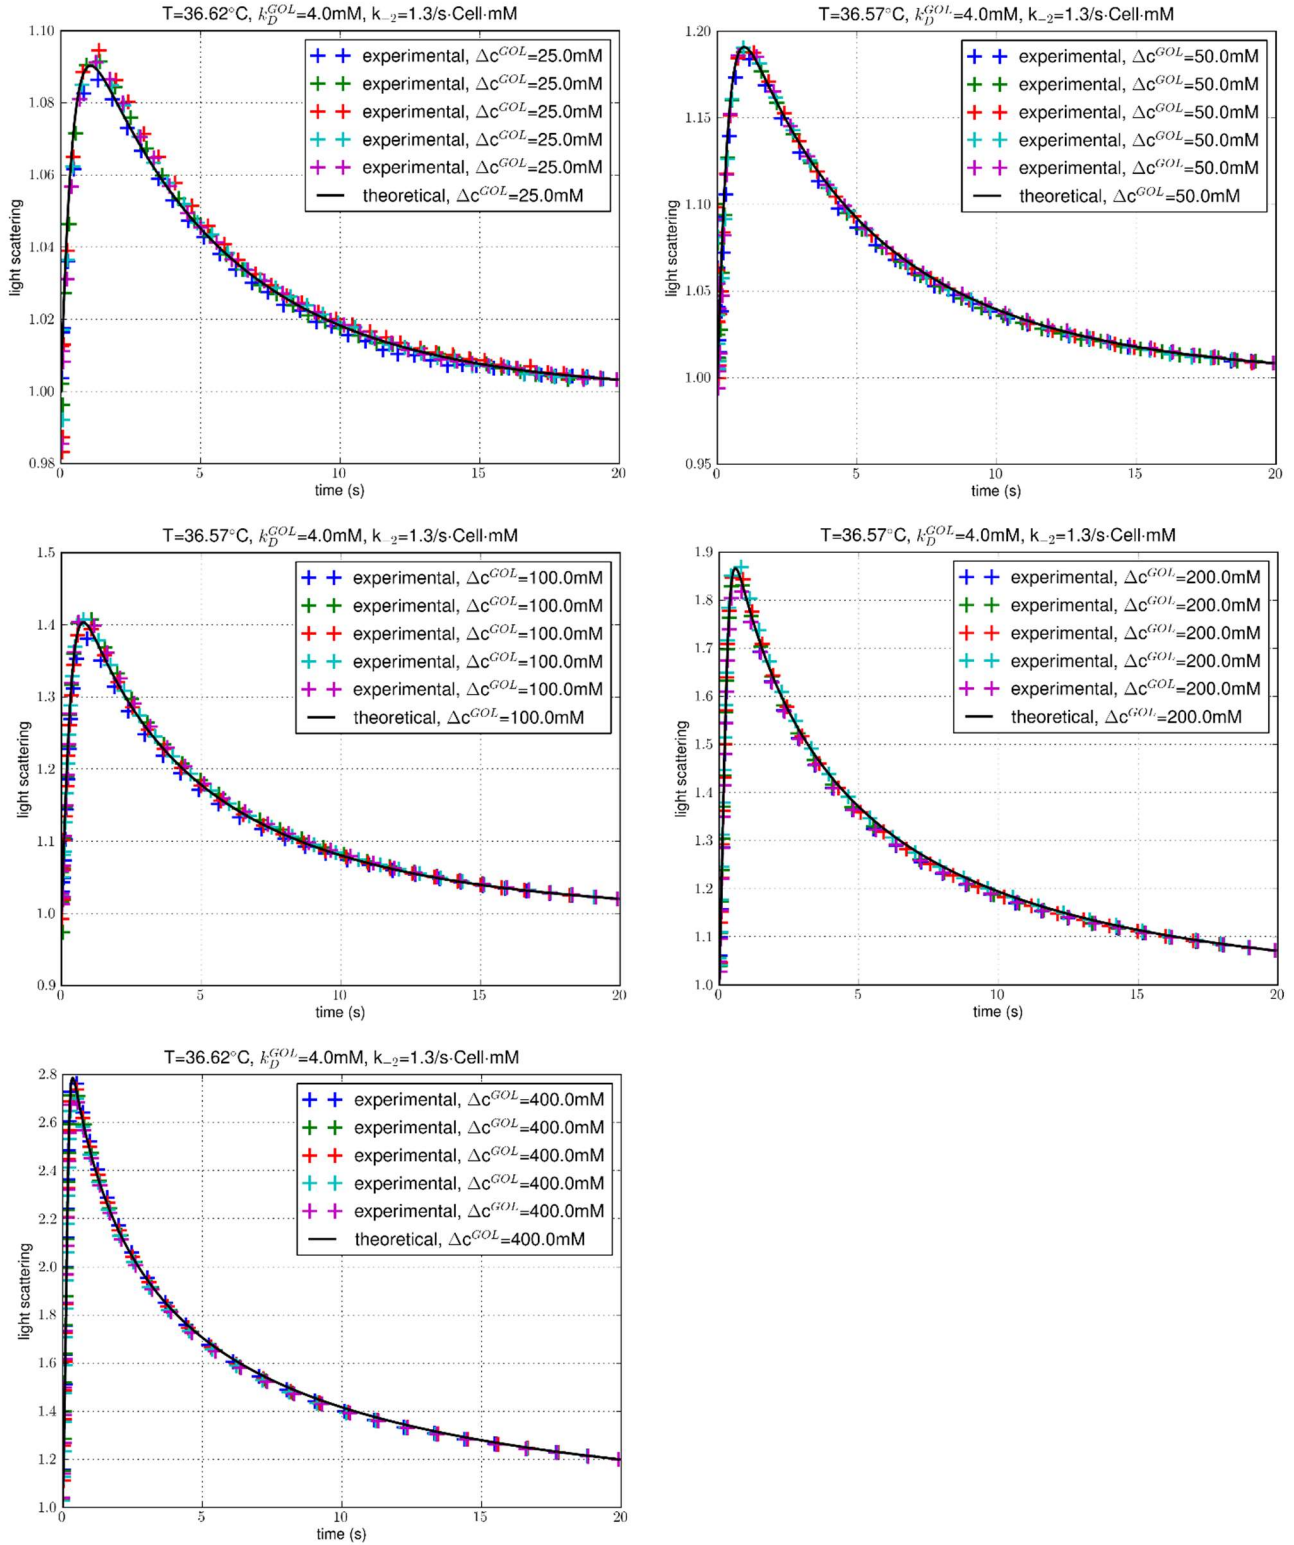 T=36.62°C, k_D^{GOL}=4.0mM, k₋₂=1.3/s·Cell·mM
light scattering
1.10
1.08
1.06
1.04
1.02
1.00
0.98
experimental, Δc^{GOL}=25.0mM
experimental, Δc^{GOL}=25.0mM
experimental, Δc^{GOL}=25.0mM
experimental, Δc^{GOL}=25.0mM
experimental, Δc^{GOL}=25.0mM
theoretical, Δc^{GOL}=25.0mM
0 5 10 15 20
time (s)
T=36.57°C, k_D^{GOL}=4.0mM, k₋₂=1.3/s·Cell·mM
light scattering
1.20
1.15
1.10
1.05
1.00
0.95
experimental, Δc^{GOL}=50.0mM
experimental, Δc^{GOL}=50.0mM
experimental, Δc^{GOL}=50.0mM
experimental, Δc^{GOL}=50.0mM
experimental, Δc^{GOL}=50.0mM
theoretical, Δc^{GOL}=50.0mM
0 5 10 15 20
time (s)
T=36.57°C, k_D^{GOL}=4.0mM, k₋₂=1.3/s·Cell·mM
light scattering
1.5
1.4
1.3
1.2
1.1
1.0
0.9
experimental, Δc^{GOL}=100.0mM
experimental, Δc^{GOL}=100.0mM
experimental, Δc^{GOL}=100.0mM
experimental, Δc^{GOL}=100.0mM
experimental, Δc^{GOL}=100.0mM
theoretical, Δc^{GOL}=100.0mM
0 5 10 15 20
time (s)
T=36.57°C, k_D^{GOL}=4.0mM, k₋₂=1.3/s·Cell·mM
light scattering
1.9
1.8
1.7
1.6
1.5
1.4
1.3
1.2
1.1
1.0
experimental, Δc^{GOL}=200.0mM
experimental, Δc^{GOL}=200.0mM
experimental, Δc^{GOL}=200.0mM
experimental, Δc^{GOL}=200.0mM
experimental, Δc^{GOL}=200.0mM
theoretical, Δc^{GOL}=200.0mM
0 5 10 15 20
time (s)
T=36.62°C, k_D^{GOL}=4.0mM, k₋₂=1.3/s·Cell·mM
light scattering
2.8
2.6
2.4
2.2
2.0
1.8
1.6
1.4
1.2
1.0
experimental, Δc^{GOL}=400.0mM
experimental, Δc^{GOL}=400.0mM
experimental, Δc^{GOL}=400.0mM
experimental, Δc^{GOL}=400.0mM
experimental, Δc^{GOL}=400.0mM
theoretical, Δc^{GOL}=400.0mM
0 5 10 15 20
time (s)